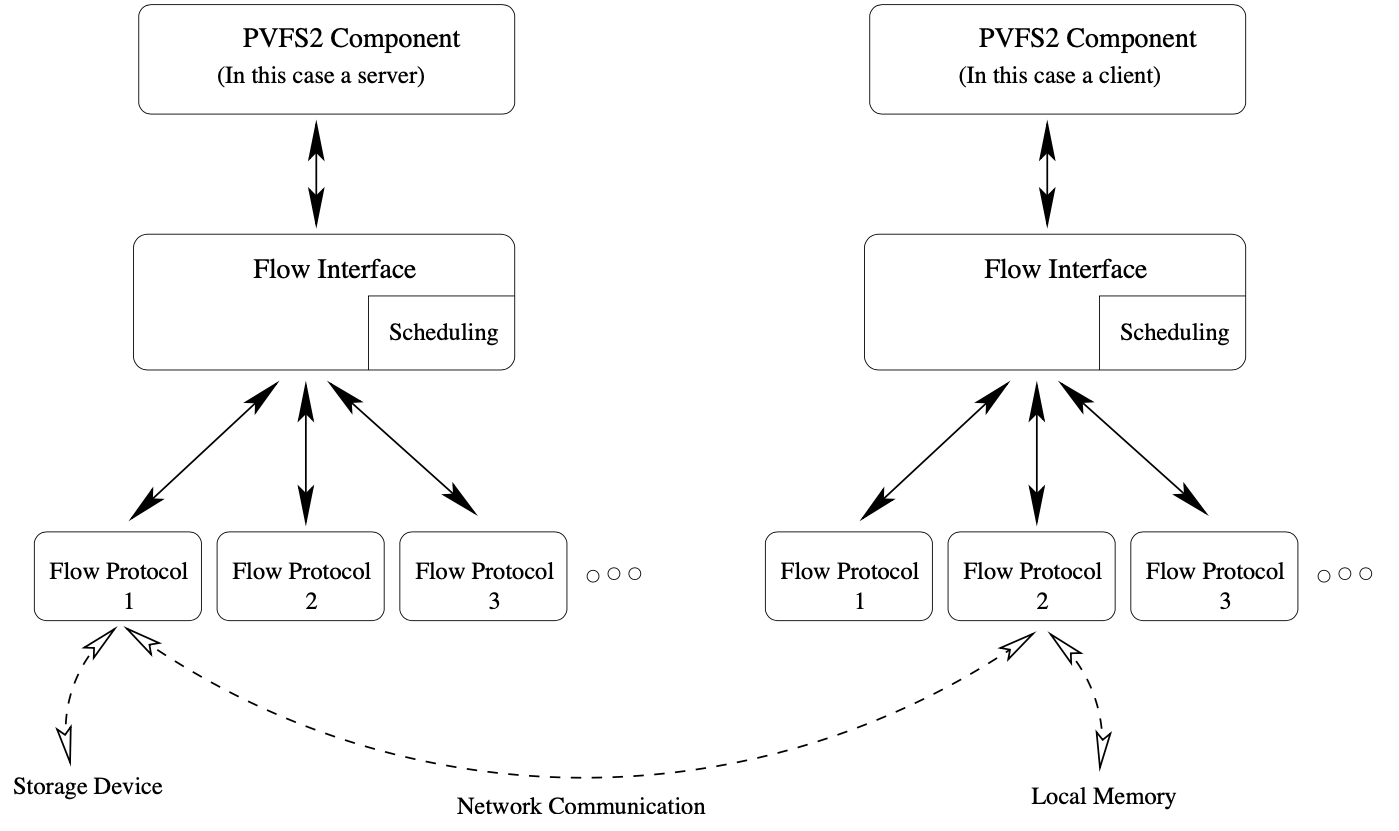 PVFS2 Component
(In this case a server)
PVFS2 Component
(In this case a client)
Flow Interface
Scheduling
Flow Interface
Scheduling
Flow Protocol
1
Flow Protocol
2
Flow Protocol
3
Flow Protocol
1
Flow Protocol
2
Flow Protocol
3
Storage Device
Network Communication
Local Memory